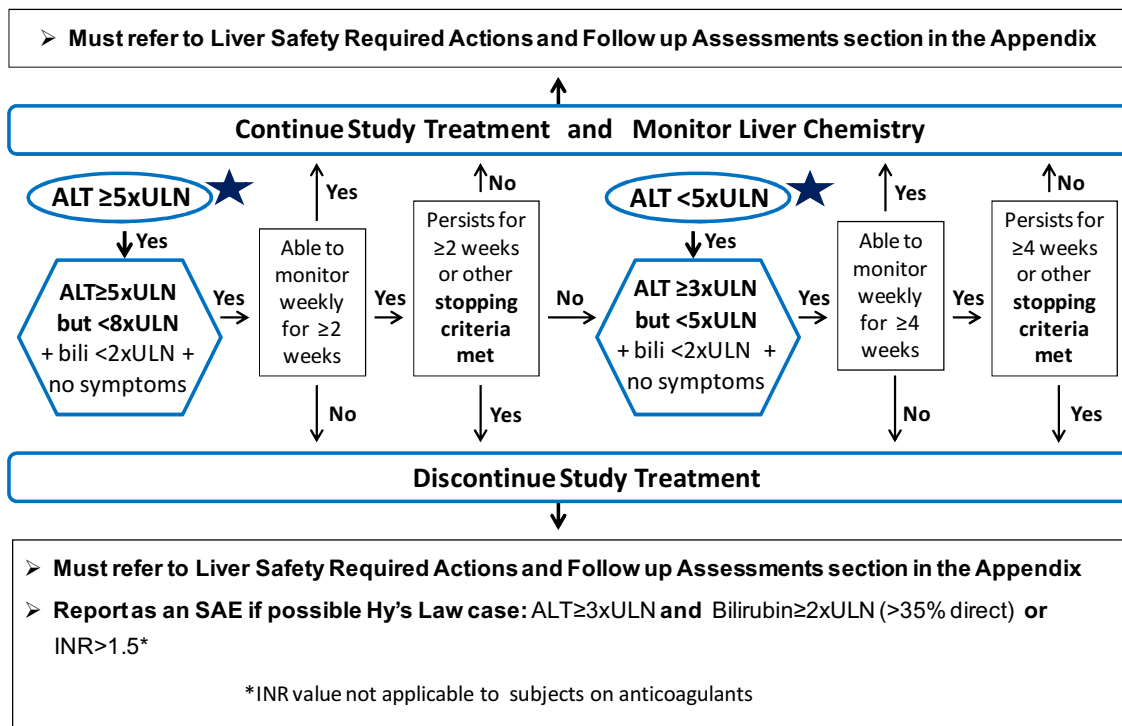 ➢ Must refer to Liver Safety Required Actions and Follow up Assessments section in the Appendix
Continue Study Treatment and Monitor Liver Chemistry
ALT ≥5xULN
Yes
ALT≥5xULN
but <8xULN
+ bili <2xULN +
no symptoms
Yes
Yes
Able to
monitor
weekly
for ≥2
weeks
No
Yes
No
Persists for
≥2 weeks
or other
stopping
criteria
met
Yes
No
ALT <5xULN
Yes
ALT ≥3xULN
but <5xULN
+ bili <2xULN +
no symptoms
Yes
Yes
Able to
monitor
weekly
for ≥4
weeks
No
Yes
No
Persists for
≥4 weeks
or other
stopping
criteria
met
Yes
Discontinue Study Treatment
➢ Must refer to Liver Safety Required Actions and Follow up Assessments section in the Appendix
➢ Report as an SAE if possible Hy's Law case: ALT≥3xULN and Bilirubin≥2xULN (>35% direct) or
INR>1.5*
*INR value not applicable to subjects on anticoagulants